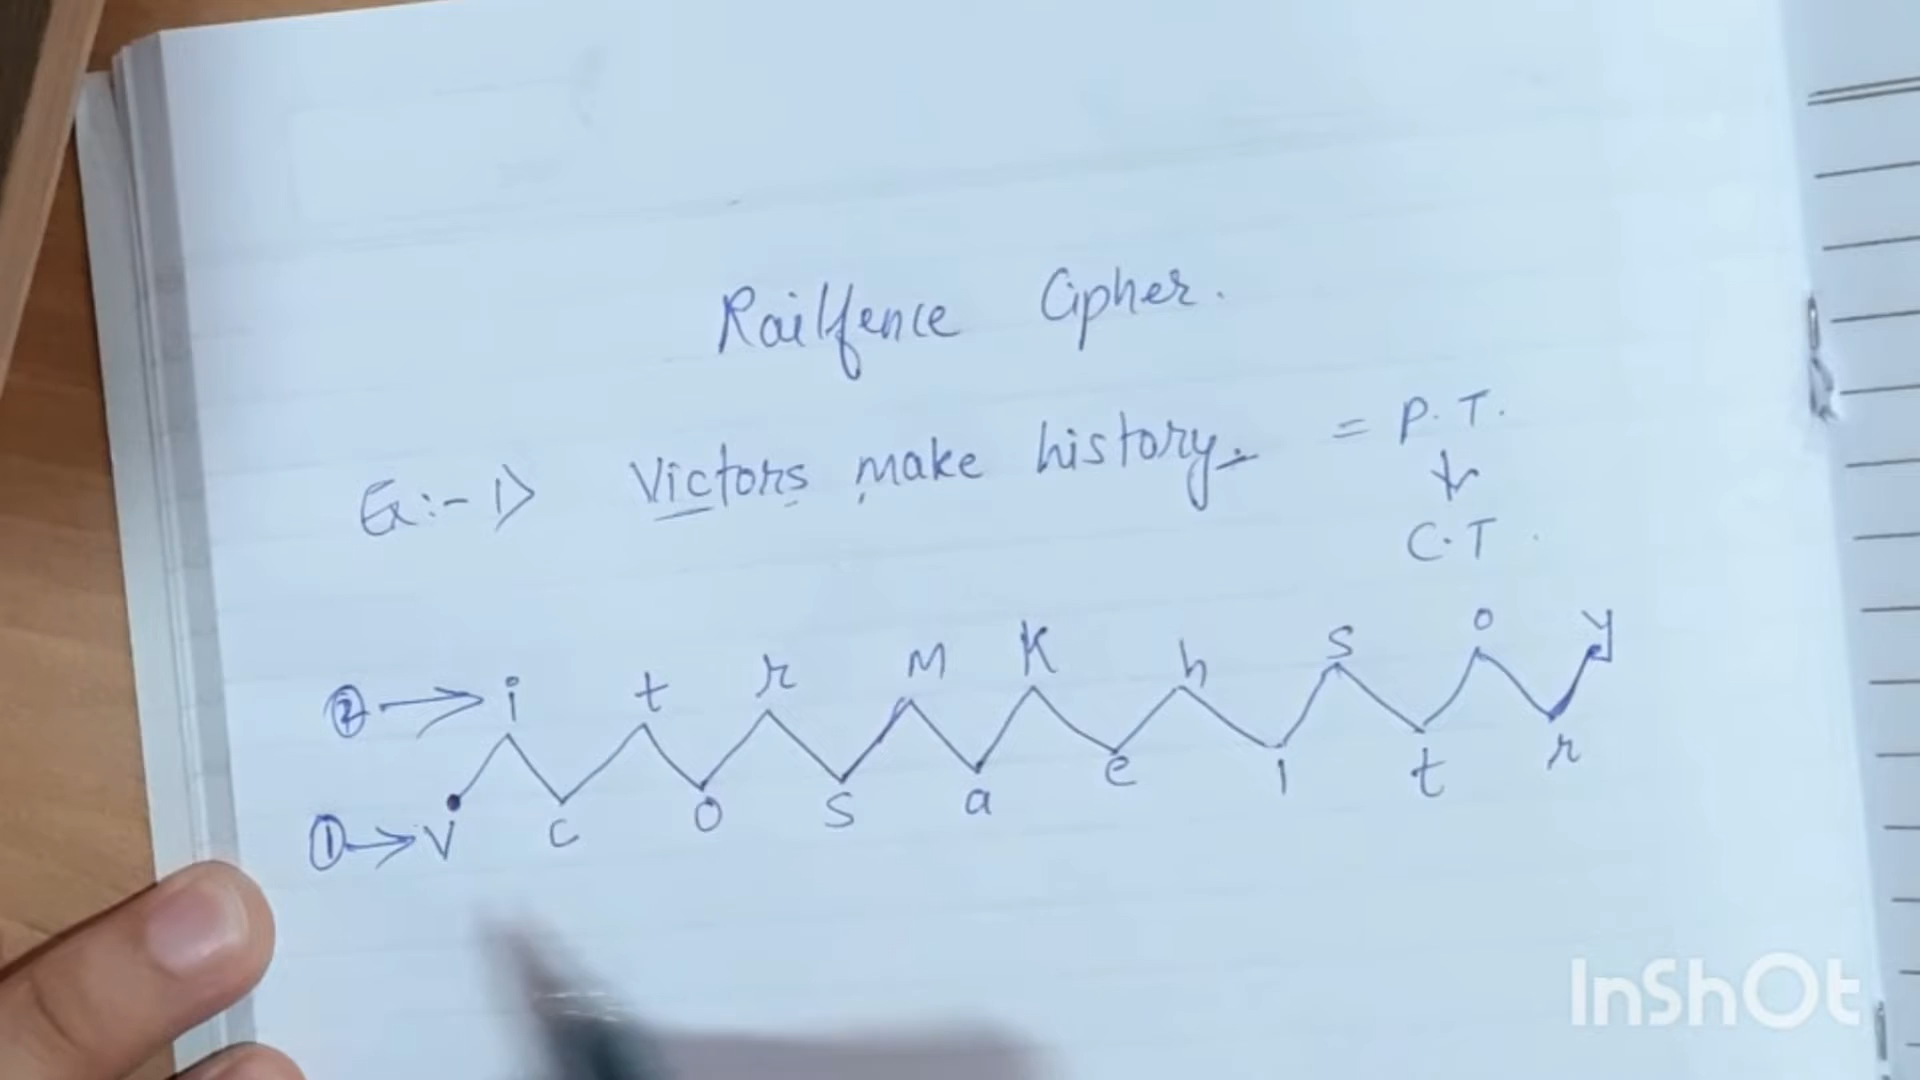 Railfence Cipher.
Ex:- 1) Victors make history. = P.T.
C.T.
② → i t r M K h s o y
① → V c o s a e i t r
InShOt